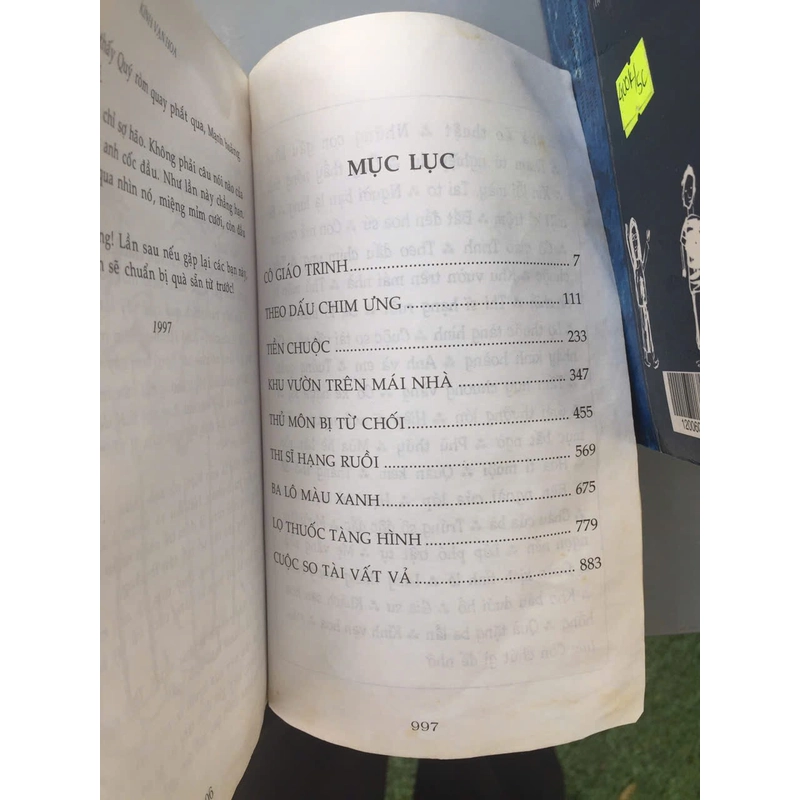 KÍNH VẠN HOA
thấy Quý ròm quay phắt qua, Mạnh hoảng
chỉ sợ hão. Không phải câu nói nào của
anh cốc đầu. Như lần này chẳng hạn.
qua nhìn nó, miệng mỉm cười, còn đầu
ng! Lần sau nếu gặp lại các bạn này,
n sẽ chuẩn bị quà sẵn từ trước!
1997
MỤC LỤC
CÔ GIÁO TRINH 7
THEO DẤU CHIM ƯNG 111
TIỀN CHUỘC 233
KHU VƯỜN TRÊN MÁI NHÀ 347
THỦ MÔN BỊ TỪ CHỐI 455
THI SĨ HẠNG RUỒI 569
BA LÔ MÀU XANH 675
LỌ THUỐC TÀNG HÌNH 779
CUỘC SO TÀI VẤT VẢ 883
997